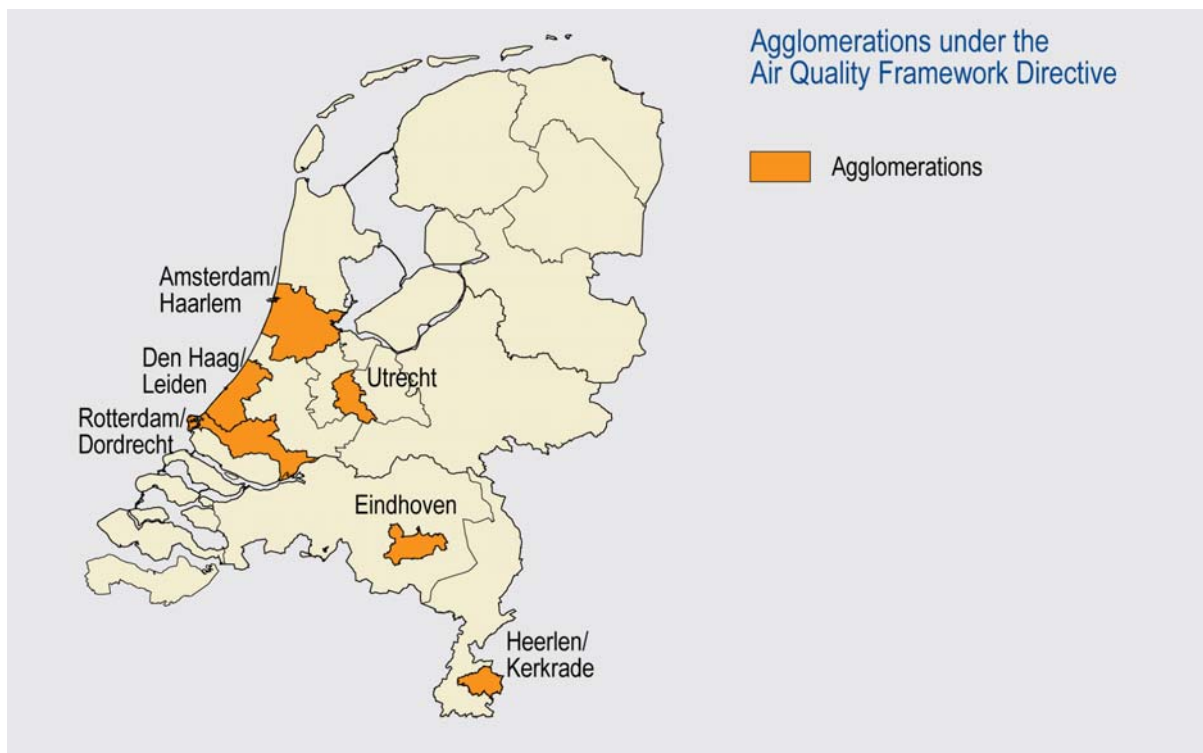 Agglomerations under the
Air Quality Framework Directive
Agglomerations
Amsterdam/
Haarlem
Den Haag/
Leiden
Utrecht
Rotterdam/
Dordrecht
Eindhoven
Heerlen/
Kerkrade